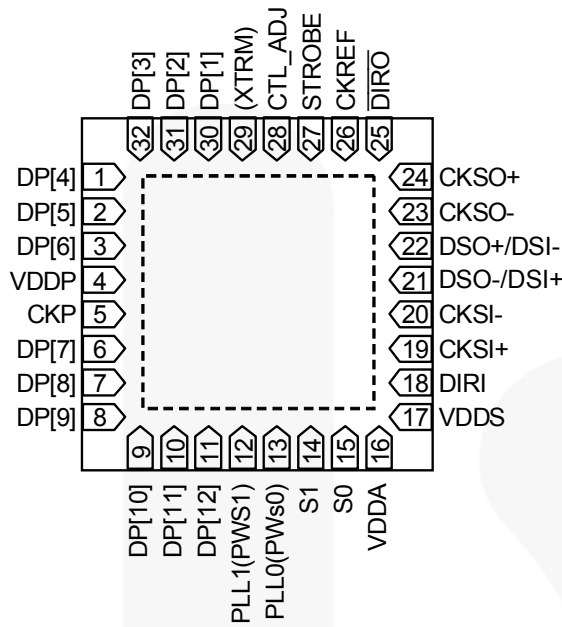 DP[3]
DP[2]
DP[1]
(XTRM)
CTL_ADJ
STROBE
CKREF
DIRO
32
31
30
29
28
27
26
25
DP[4] 1
DP[5] 2
DP[6] 3
VDDP 4
CKP 5
DP[7] 6
DP[8] 7
DP[9] 8
24 CKSO+
23 CKSO-
22 DSO+/DSI-
21 DSO-/DSI+
20 CKSI-
19 CKSI+
18 DIRI
17 VDDS
9
10
11
12
13
14
15
16
DP[10]
DP[11]
DP[12]
PLL1(PWS1)
PLL0(PWs0)
S1
S0
VDDA